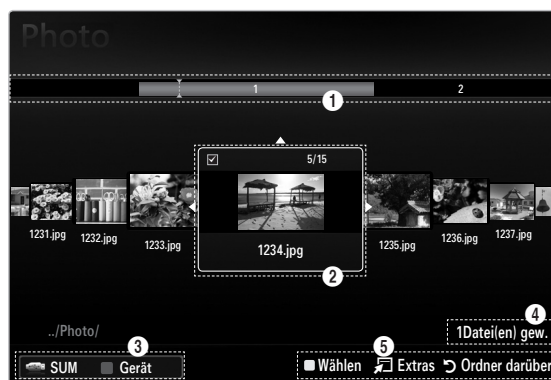 Photo
1 2
1
5/15
1231.jpg 1232.jpg 1233.jpg 1234.jpg 1235.jpg 1236.jpg 1237.jpg
2
../Photo/
3 5 4
1Datei(en) gew.
SUM Gerät Wählen Extras Ordner darüber